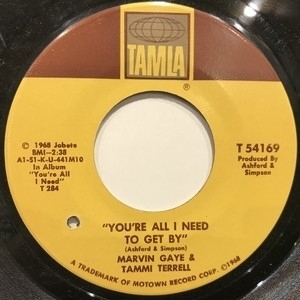 TAMLA
®
℗ 1968 Jobete
BMI-2:38
A1-S1-K-U-441M10
In Album
"You're All
I Need"
T 284
T 54169
Produced By
Ashford &
Simpson
"YOU'RE ALL I NEED
TO GET BY"
(Ashford & Simpson)
MARVIN GAYE &
TAMMI TERRELL
A TRADEMARK OF MOTOWN RECORD CORP. ©1968